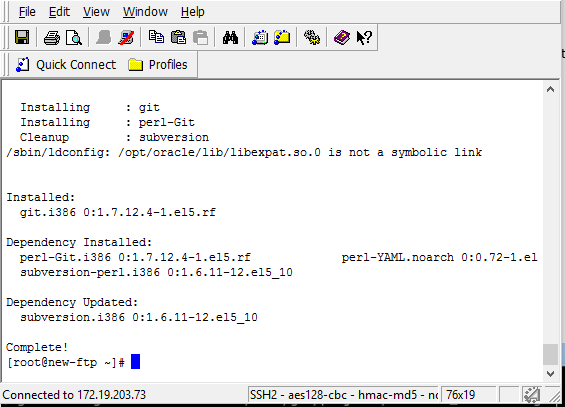 File Edit View Window Help
Quick Connect Profiles
Installing : git
Installing : perl-Git
Cleanup : subversion
/sbin/ldconfig: /opt/oracle/lib/libexpat.so.0 is not a symbolic link
Installed:
git.i386 0:1.7.12.4-1.el5.rf
Dependency Installed:
perl-Git.i386 0:1.7.12.4-1.el5.rf perl-YAML.noarch 0:0.72-1.el
subversion-perl.i386 0:1.6.11-12.el5_10
Dependency Updated:
subversion.i386 0:1.6.11-12.el5_10
Complete!
[root@new-ftp ~]#
Connected to 172.19.203.73 SSH2 - aes128-cbc - hmac-md5 - 76x19